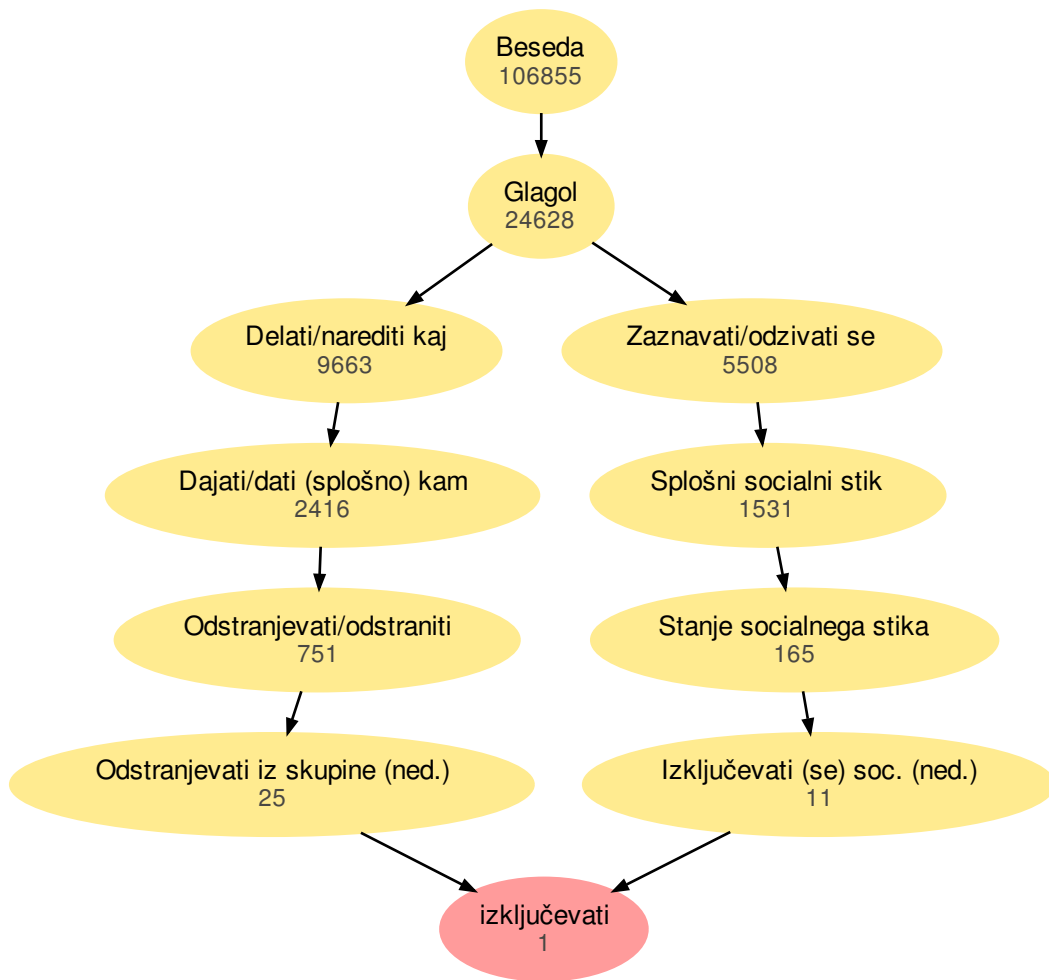 Beseda
106855
Glagol
24628
Delati/narediti kaj
9663
Zaznavati/odzivati se
5508
Dajati/dati (splošno) kam
2416
Splošni socialni stik
1531
Odstranjevati/odstraniti
751
Stanje socialnega stika
165
Odstranjevati iz skupine (ned.)
25
Izključevati (se) soc. (ned.)
11
izključevati
1